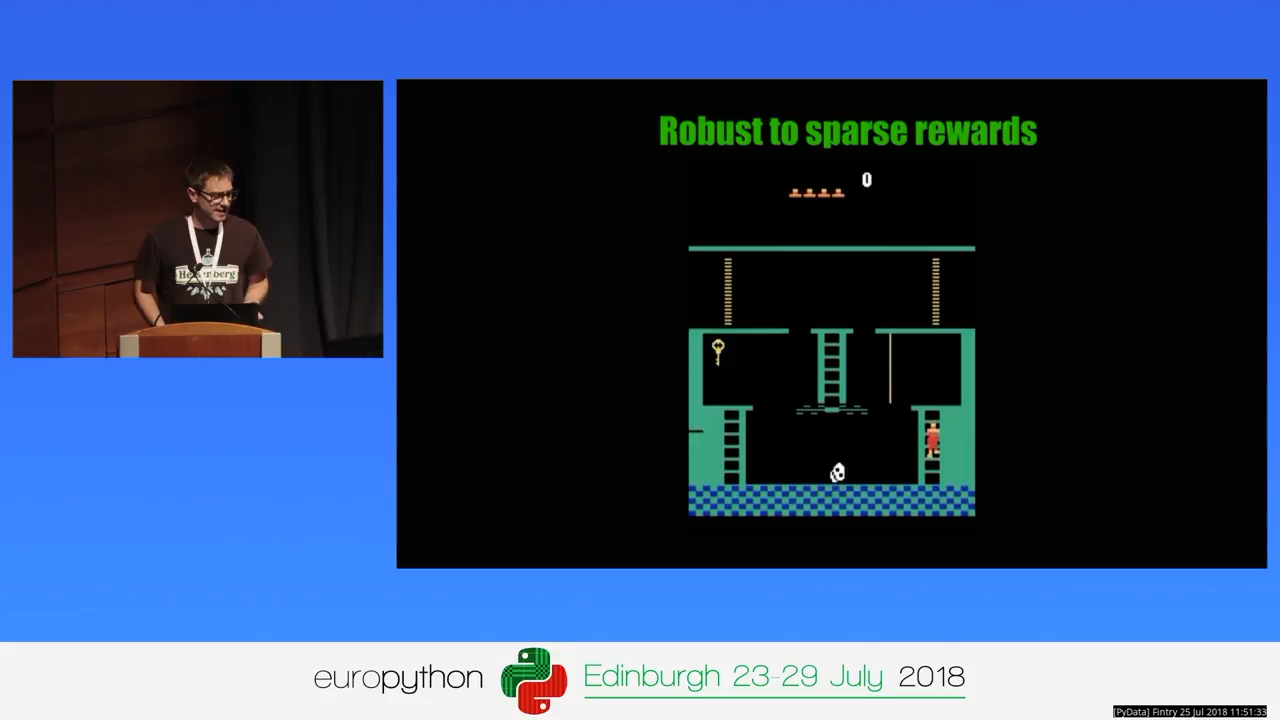 Robust to sparse rewards
0
europython
Edinburgh 23-29 July 2018
[PyData] Fintry 25 Jul 2018 11:51:33